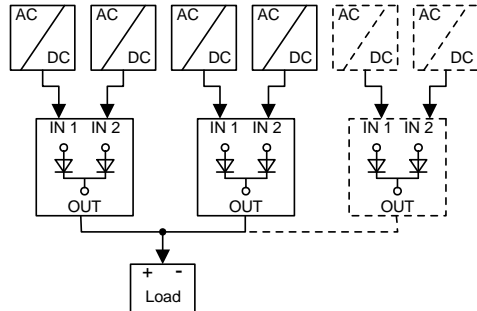 AC AC AC AC AC AC
DC DC DC DC DC DC
IN 1 IN 2 IN 1 IN 2 IN 1 IN 2
OUT OUT OUT
+ -
Load